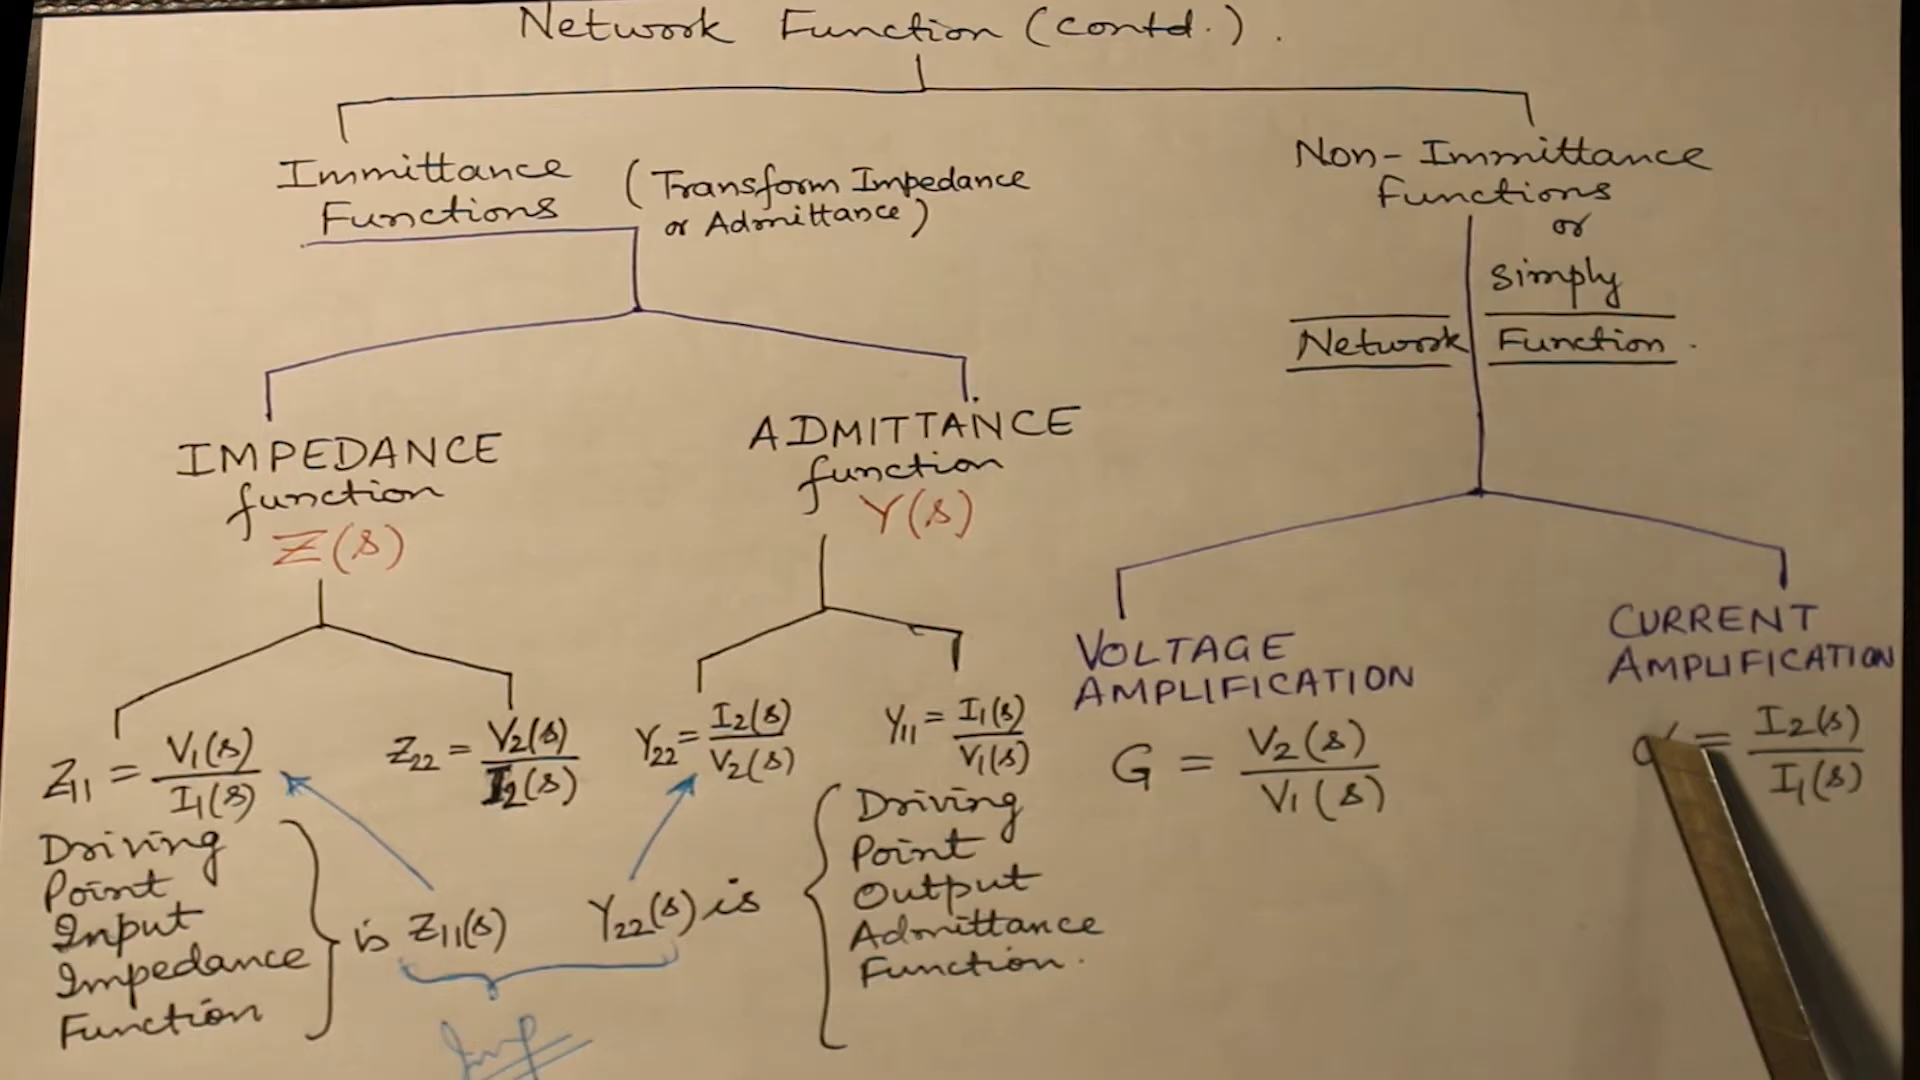 Network Function (contd.).
Immittance
Functions
(Transform Impedance
or Admittance)
Non-Immittance
Functions
or
simply
Network Function.
IMPEDANCE
function
Z(s)
ADMITTANCE
function
Y(s)
VOLTAGE
AMPLIFICATION
G = V2(s) / V1(s)
CURRENT
AMPLIFICATION
= I2(s) / I1(s)
Z11 = V1(s) / I1(s)
Z22 = V2(s) / I2(s)
Y22 = I2(s) / V2(s)
Y11 = I1(s) / V1(s)
Driving
Point
Input
Impedance
Function
is Z11(s)
Y22(s) is
Driving
Point
Output
Admittance
Function.
Imp